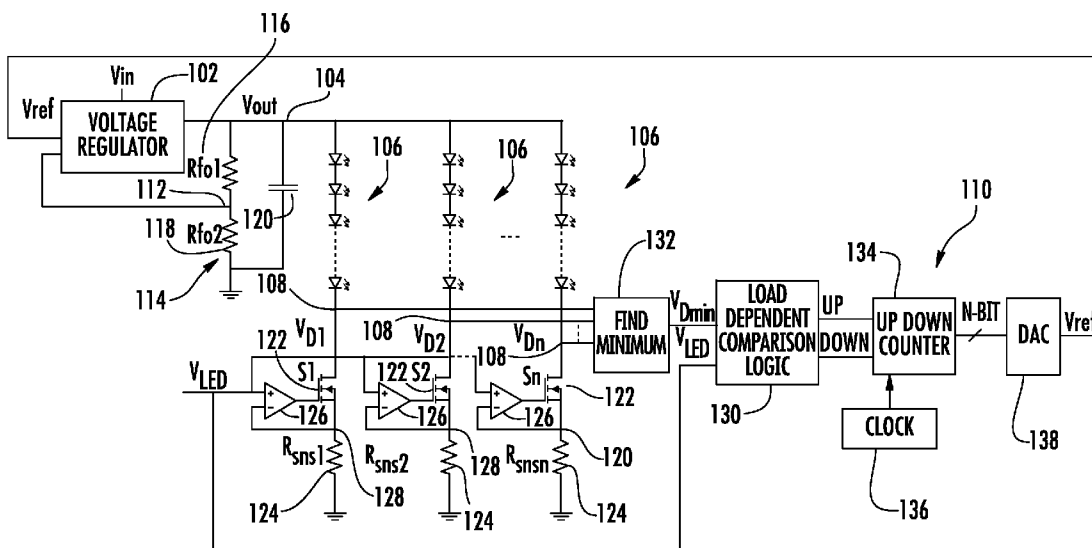 116
Vin
102
104
Vref
VOLTAGE
REGULATOR
Vout
Rfo1
106
106
106
112
120
110
118
Rfo2
132
134
114
108
...
LOAD
DEPENDENT
COMPARISON
LOGIC
UP
N-BIT
VDmin
UP DOWN
COUNTER
DAC
Vref
FIND
MINIMUM
VD1
108
VD2
VDn
VLED
DOWN
108
122
S1
122
S2
Sn
122
VLED
126
126
126
130
CLOCK
138
Rsns1
Rsns2
128
Rsnsn
120
124
128
124
124
136